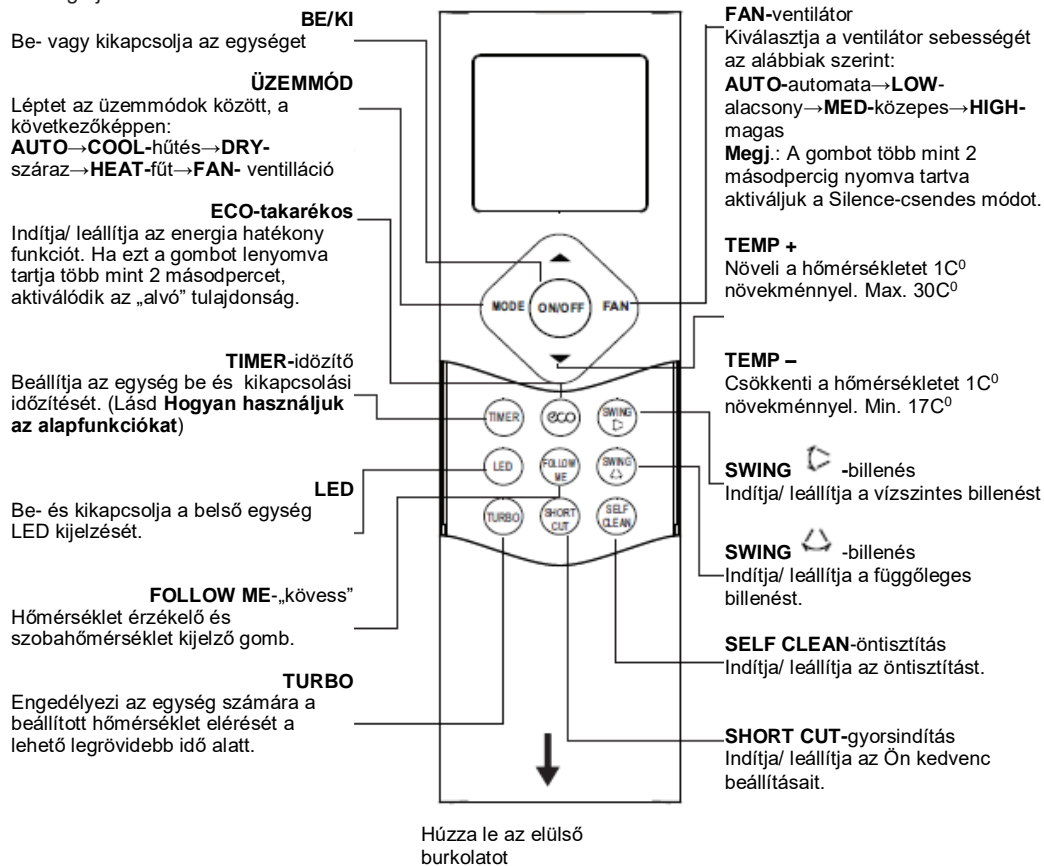 BE/KI
Be- vagy kikapcsolja az egységet
ÜZEMMÓD
Léptet az üzemmódok között, a
következőképpen:
AUTO→COOL-hűtés→DRY-
száraz→HEAT-fűt→FAN- ventilláció
ECO-takarékos
Indítja/ leállítja az energia hatékony
funkciót. Ha ezt a gombot lenyomva
tartja több mint 2 másodpercet,
aktiválódik az „alvó” tulajdonság.
TIMER-idözítő
Beállítja az egység be és kikapcsolási
időzítését. (Lásd Hogyan használjuk
az alapfunkciókat)
LED
Be- és kikapcsolja a belső egység
LED kijelzését.
FOLLOW ME-„kövess”
Hőmérséklet érzékelő és
szobahőmérséklet kijelző gomb.
TURBO
Engedélyezi az egység számára a
beállított hőmérséklet elérését a
lehető legrövidebb idő alatt.
MODE
ON/OFF
FAN
TIMER
eco
SWING
LED
FOLLOW
ME
SWING
TURBO
SHORT
CUT
SELF
CLEAN
Húzza le az elülső
burkolatot
FAN-ventilátor
Kiválasztja a ventilátor sebességét
az alábbiak szerint:
AUTO-automata→LOW-
alacsony→MED-közepes→HIGH-
magas
Megj.: A gombot több mint 2
másodpercig nyomva tartva
aktiváljuk a Silence-csendes módot.
TEMP +
Növeli a hőmérsékletet 1C⁰
növekménnyel. Max. 30C⁰
TEMP –
Csökkenti a hőmérsékletet 1C⁰
növekménnyel. Min. 17C⁰
SWING -billenés
Indítja/ leállítja a vízszintes billenést
SWING -billenés
Indítja/ leállítja a függőleges
billenést.
SELF CLEAN-öntisztítás
Indítja/ leállítja az öntisztítást.
SHORT CUT-gyorsindítás
Indítja/ leállítja az Ön kedvenc
beállításait.